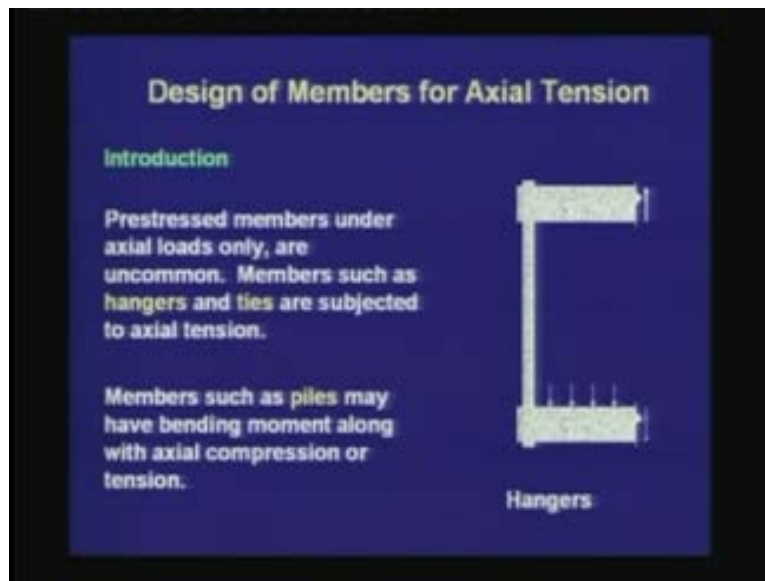 Design of Members for Axial Tension
Introduction
Prestressed members under
axial loads only, are
uncommon. Members such as
hangers and ties are subjected
to axial tension.
Members such as piles may
have bending moment along
with axial compression or
tension.
Hangers